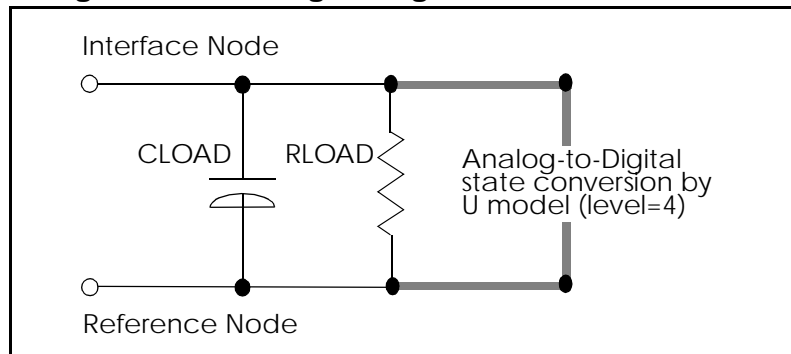 Interface Node
CLOAD
RLOAD
Analog-to-Digital
state conversion by
U model (level=4)
Reference Node